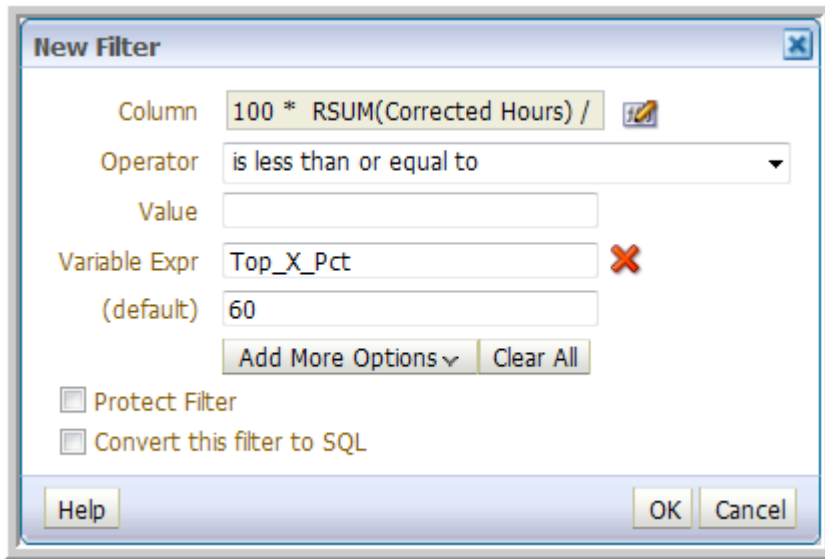 New Filter
Column 100 * RSUM(Corrected Hours) /
Operator is less than or equal to
Value
Variable Expr Top_X_Pct
(default) 60
Add More Options Clear All
Protect Filter
Convert this filter to SQL
Help OK Cancel